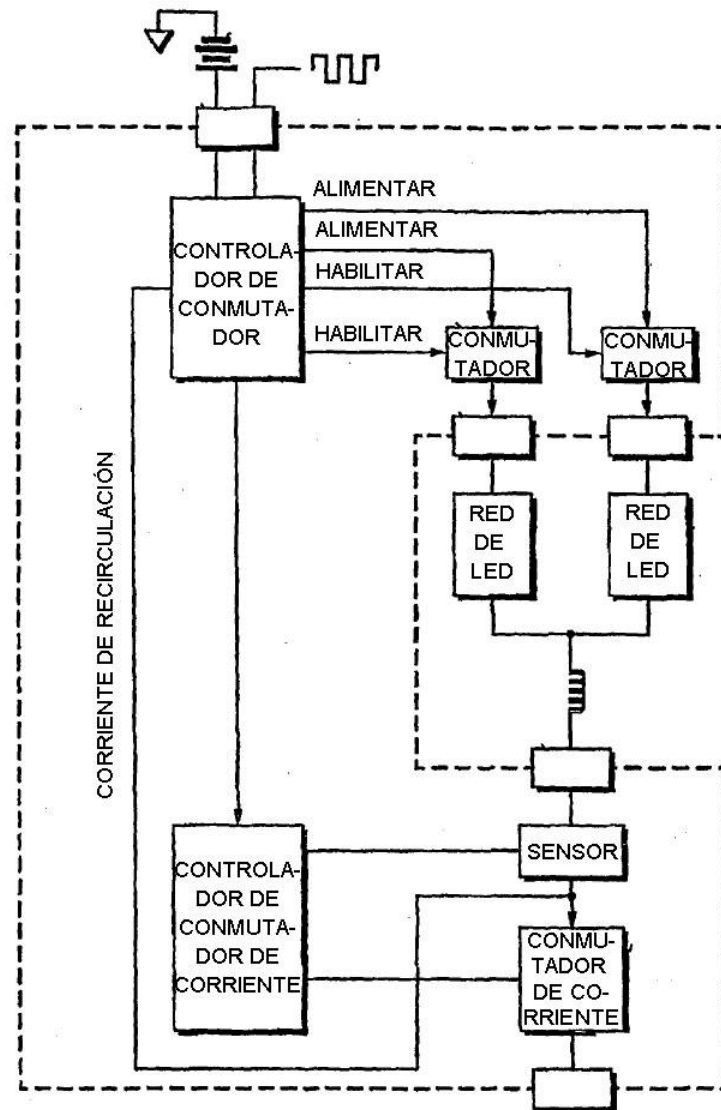 ALIMENTAR
ALIMENTAR
HABILITAR
HABILITAR
CONTROLA-
DOR DE
CONMUTA-
DOR
CONMU-
TADOR
CONMU-
TADOR
RED
DE
LED
RED
DE
LED
CORRIENTE DE RECIRCULACIÓN
SENSOR
CONTROLA-
DOR DE
CONMUTA-
DOR DE
CORRIENTE
CONMU-
TADOR
DE CO-
RRIENTE